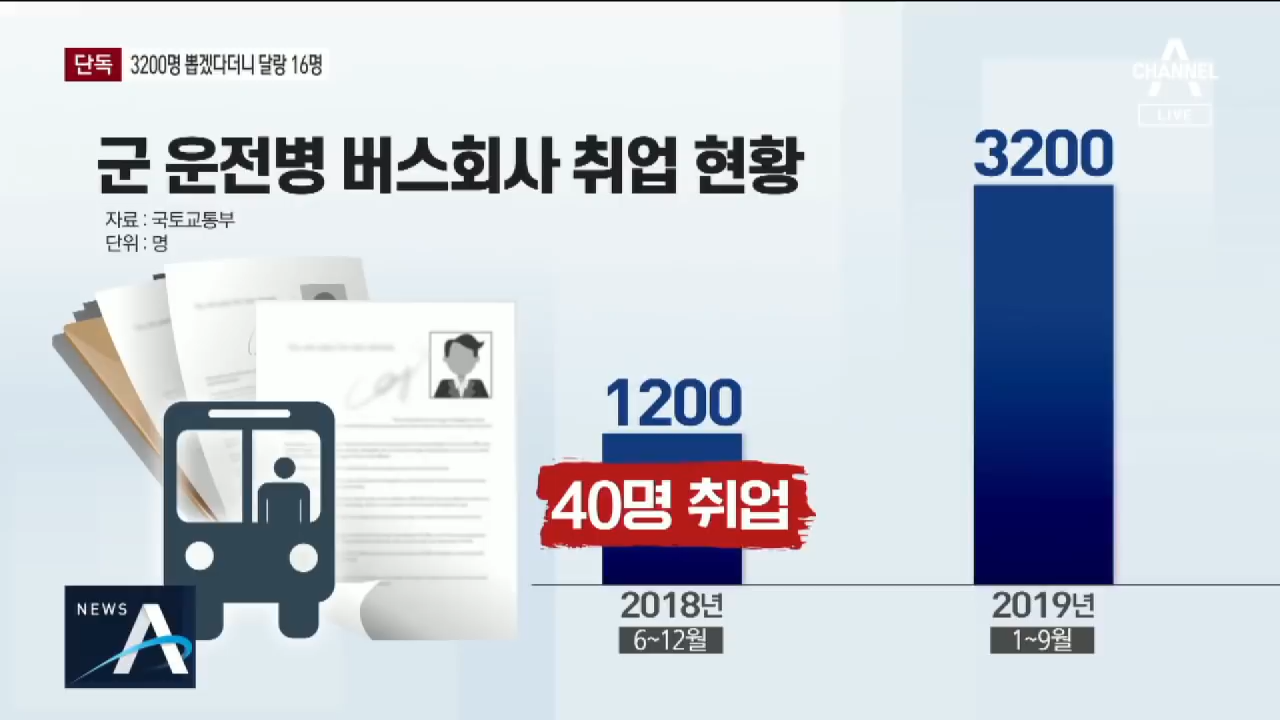 단독 3200명 뽑겠다더니 달랑 16명
CHANNEL A
LIVE
군 운전병 버스회사 취업 현황
자료 : 국토교통부
단위 : 명
3200
1200
40명 취업
2018년
6~12월
2019년
1~9월
NEWS A